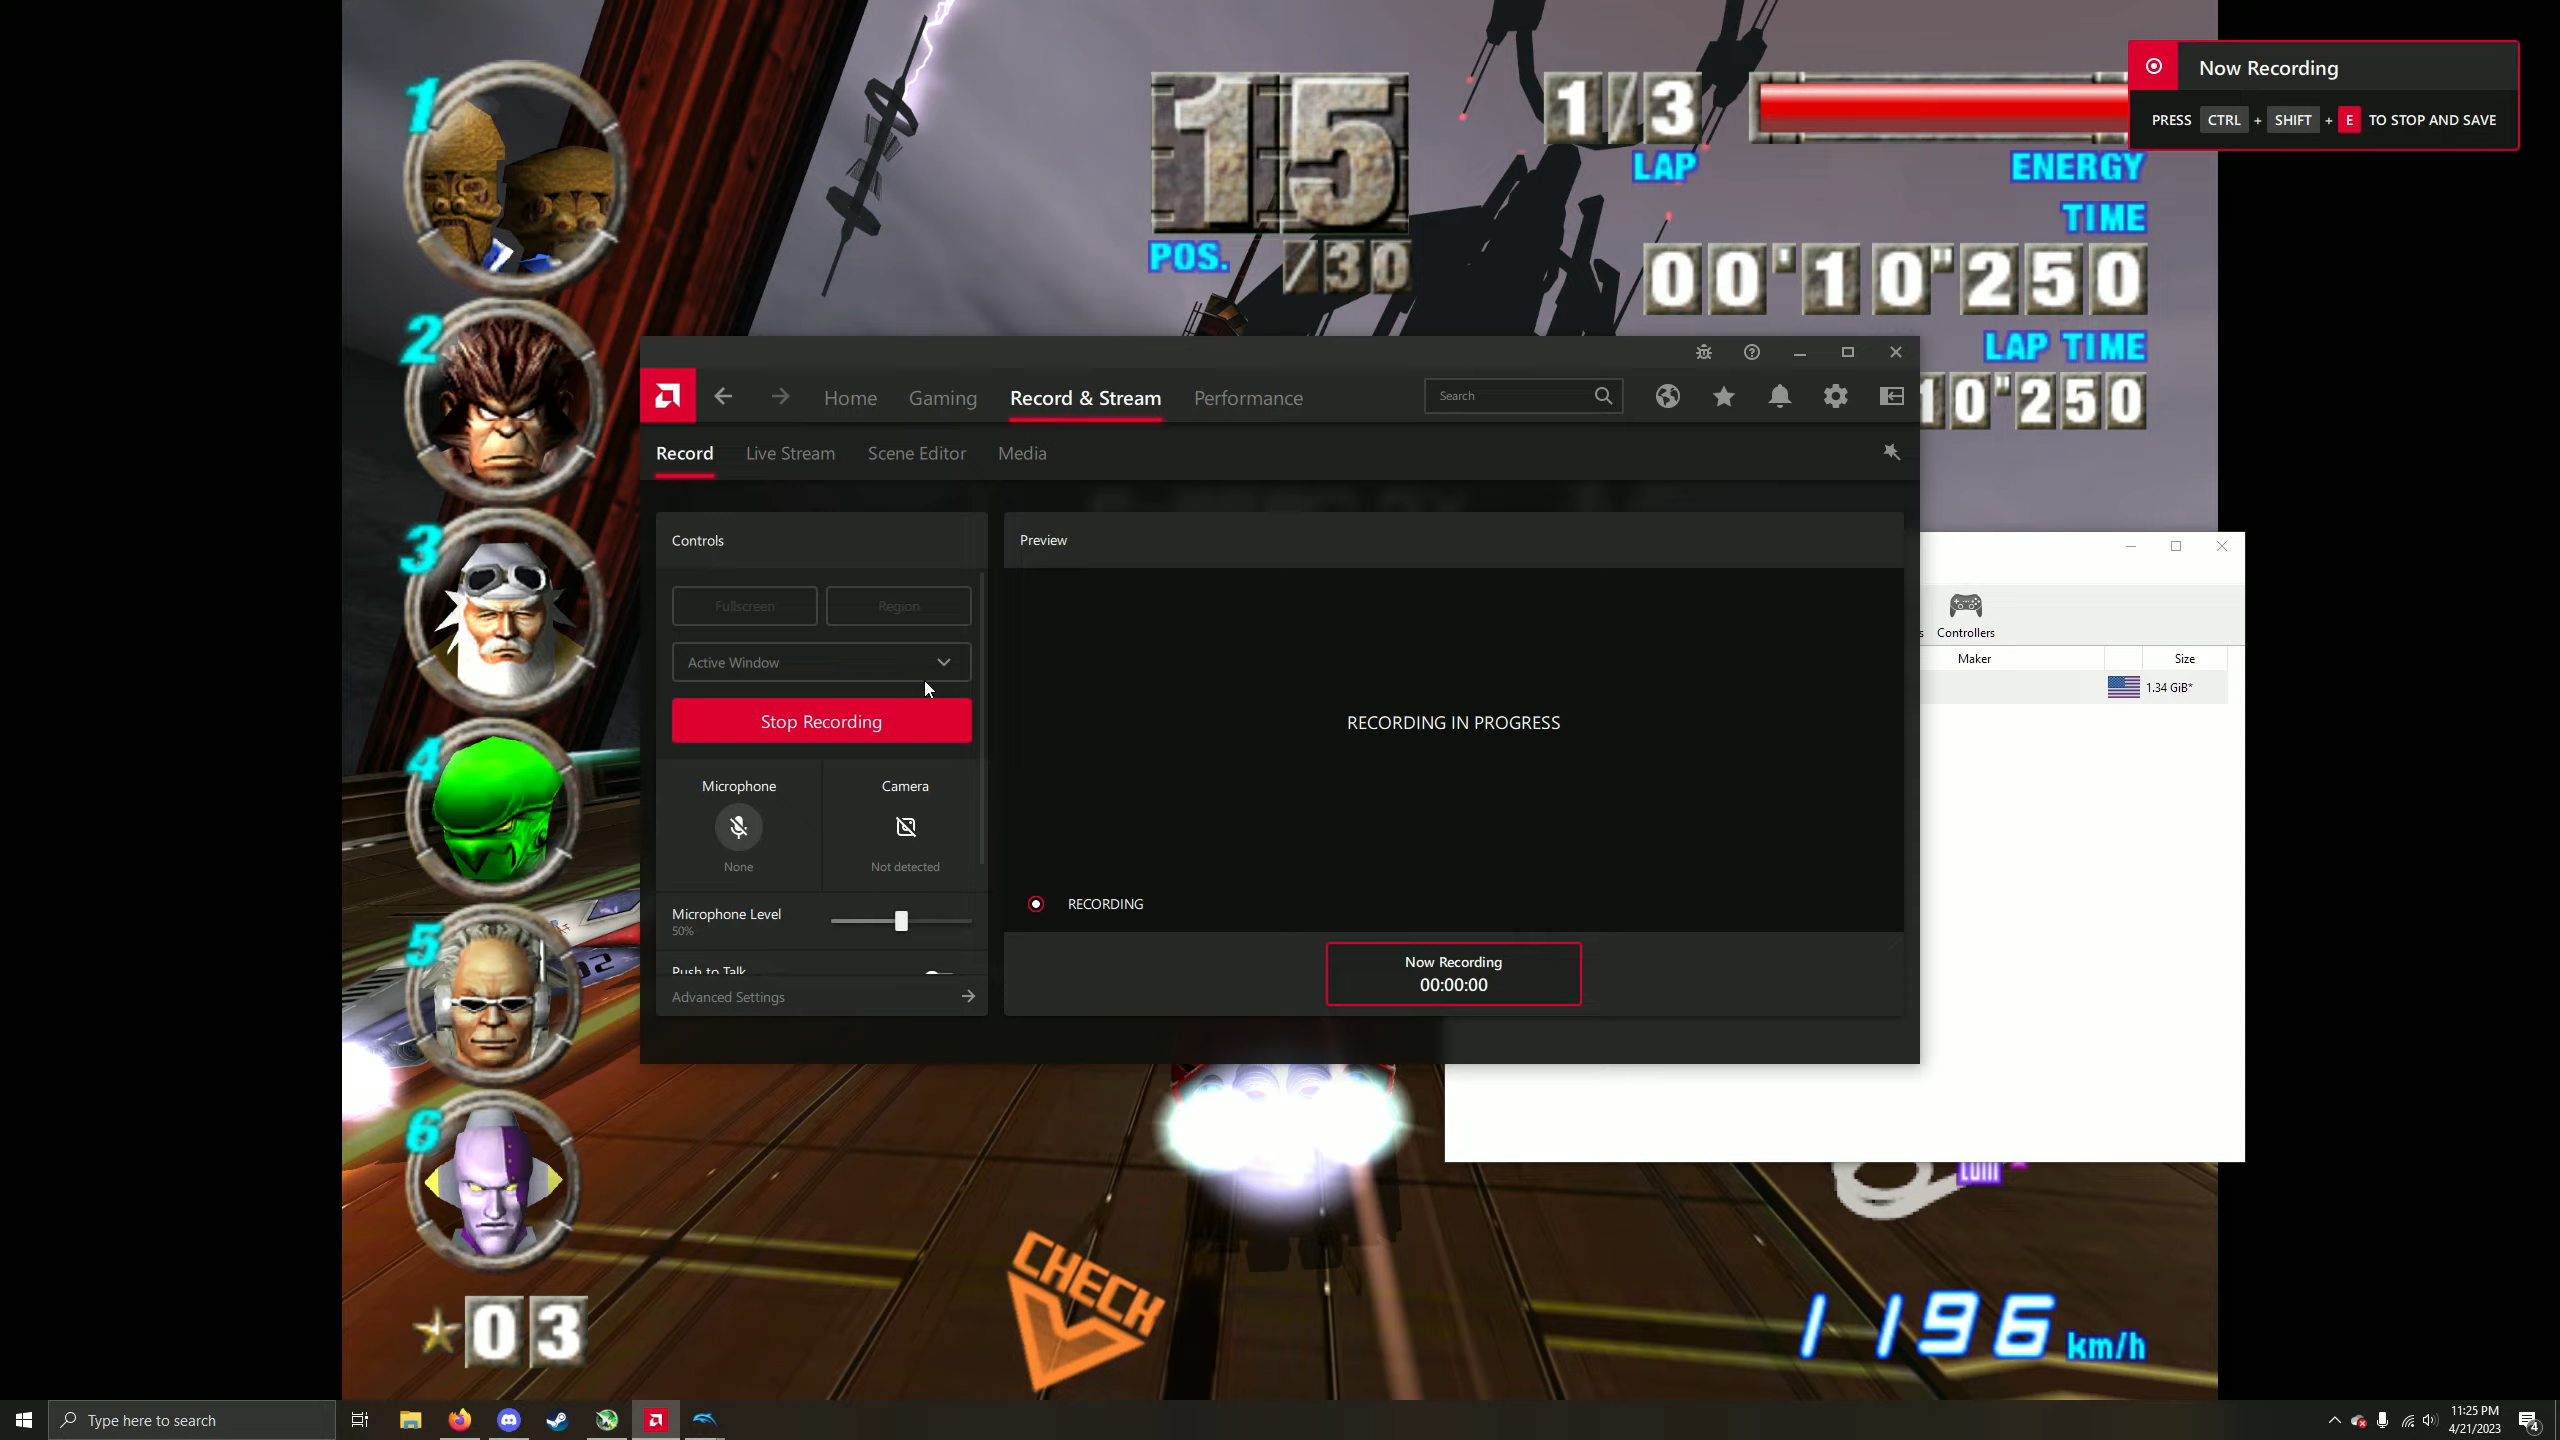 1
15
1/3
LAP
ENERGY
TIME
POS.
/30
00'10"250
LAP TIME
10"250
Now Recording
PRESS CTRL + SHIFT + E TO STOP AND SAVE
2
3
4
5
6
03
CHECK
1196 km/h
Home
Gaming
Record & Stream
Performance
Search
Record
Live Stream
Scene Editor
Media
Controls
Fullscreen
Region
Active Window
Stop Recording
Microphone
None
Camera
Not detected
Microphone Level
50%
Push to Talk
Advanced Settings
Preview
RECORDING IN PROGRESS
RECORDING
Now Recording
00:00:00
s
Controllers
Maker
Size
1.34 GiB*
02
Type here to search
11:25 PM
4/21/2023
4